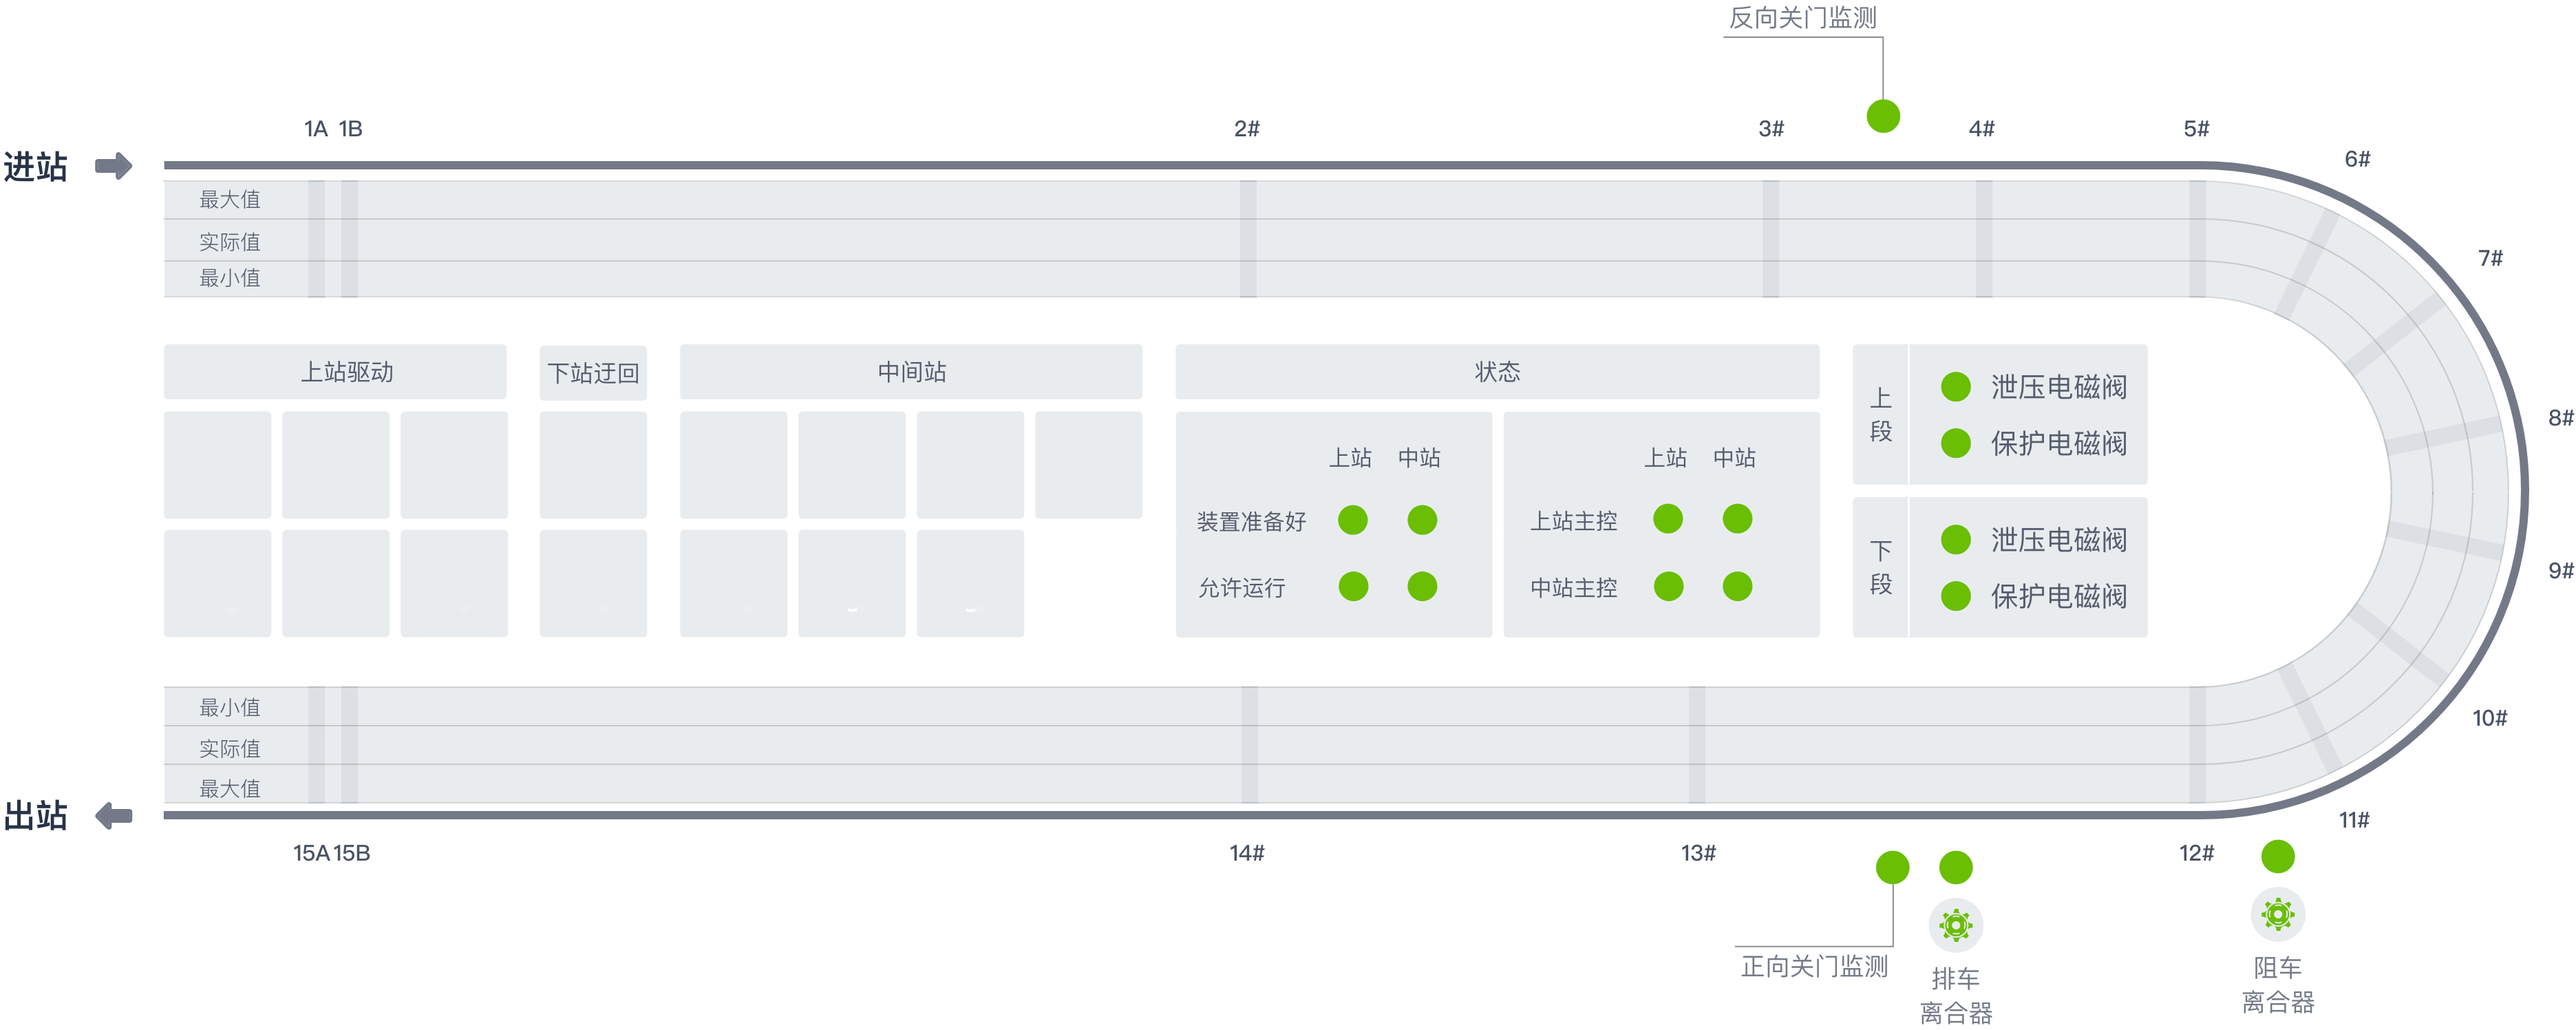 反向关门监测
1A 1B 2# 3# 4# 5#
6#
进站
最大值
实际值
最小值
7#
8#
上站驱动 下站迂回 中间站 状态
上段
泄压电磁阀
保护电磁阀
上站 中站
装置准备好
允许运行
上站 中站
上站主控
中站主控
下段
泄压电磁阀
保护电磁阀
9#
最小值
实际值
最大值
10#
出站
11#
15A 15B 14# 13# 12#
正向关门监测
排车
离合器
阻车
离合器